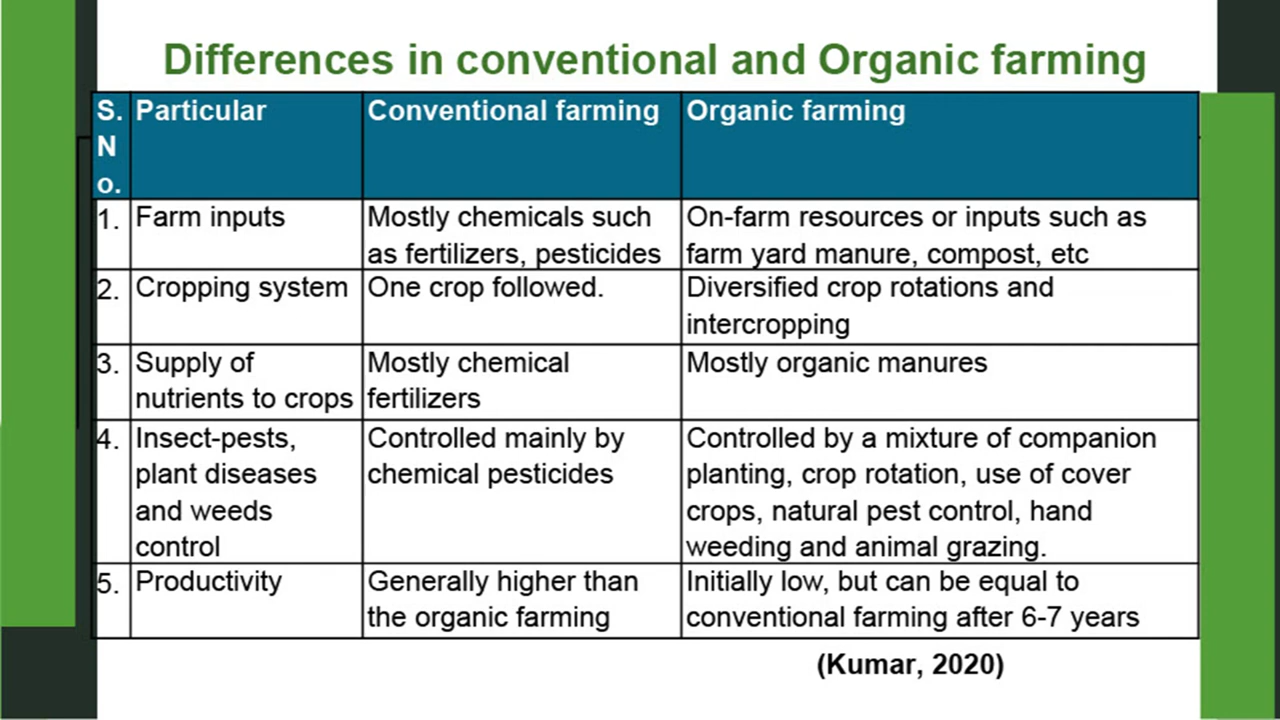 Differences in conventional and Organic farming
S.
N
o.
Particular
Conventional farming
Organic farming
1.
Farm inputs
Mostly chemicals such
as fertilizers, pesticides
On-farm resources or inputs such as
farm yard manure, compost, etc
2.
Cropping system
One crop followed.
Diversified crop rotations and
intercropping
3.
Supply of
nutrients to crops
Mostly chemical
fertilizers
Mostly organic manures
4.
Insect-pests,
plant diseases
and weeds
control
Controlled mainly by
chemical pesticides
Controlled by a mixture of companion
planting, crop rotation, use of cover
crops, natural pest control, hand
weeding and animal grazing.
5.
Productivity
Generally higher than
the organic farming
Initially low, but can be equal to
conventional farming after 6-7 years
(Kumar, 2020)